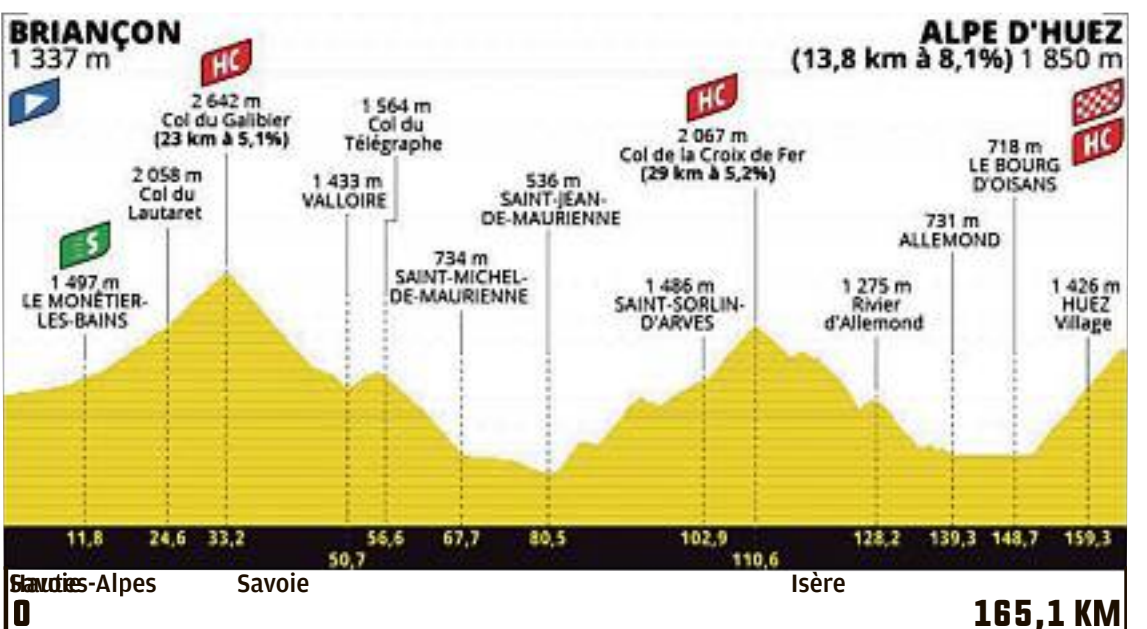 BRIANÇON
1 337 m
ALPE D'HUEZ
(13,8 km à 8,1%) 1 850 m
HC
2 642 m
Col du Galibier
(23 km à 5,1%)
1 564 m
Col du
Télégraphe
HC
2 067 m
Col de la Croix de Fer
(29 km à 5,2%)
HC
718 m
LE BOURG
D'OISANS
2 058 m
Col du
Lautaret
1 433 m
VALLOIRE
536 m
SAINT-JEAN-
DE-MAURIENNE
731 m
ALLEMOND
S
1 497 m
LE MONÊTIER-
LES-BAINS
734 m
SAINT-MICHEL-
DE-MAURIENNE
1 486 m
SAINT-SORLIN-
D'ARVES
1 275 m
Rivier
d'Allemond
1 426 m
HUEZ
Village
11,8 24,6 33,2 50,7 56,6 67,7 80,5 102,9 110,6 128,2 139,3 148,7 159,3
-Alpes Savoie Isère
0 165,1 KM